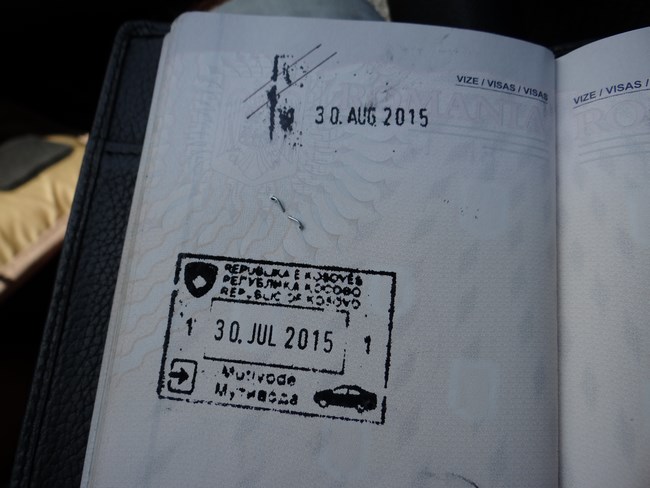 VIZE / VISAS / VISAS
VIZE / VISAS /
30. AUG 2015
REPUBLIKA E KOSOVËS
РЕПУБЛИКА КОСОВО
REPUBLIC OF KOSOVO
1 30. JUL 2015 1
Mutivode
Мутивода